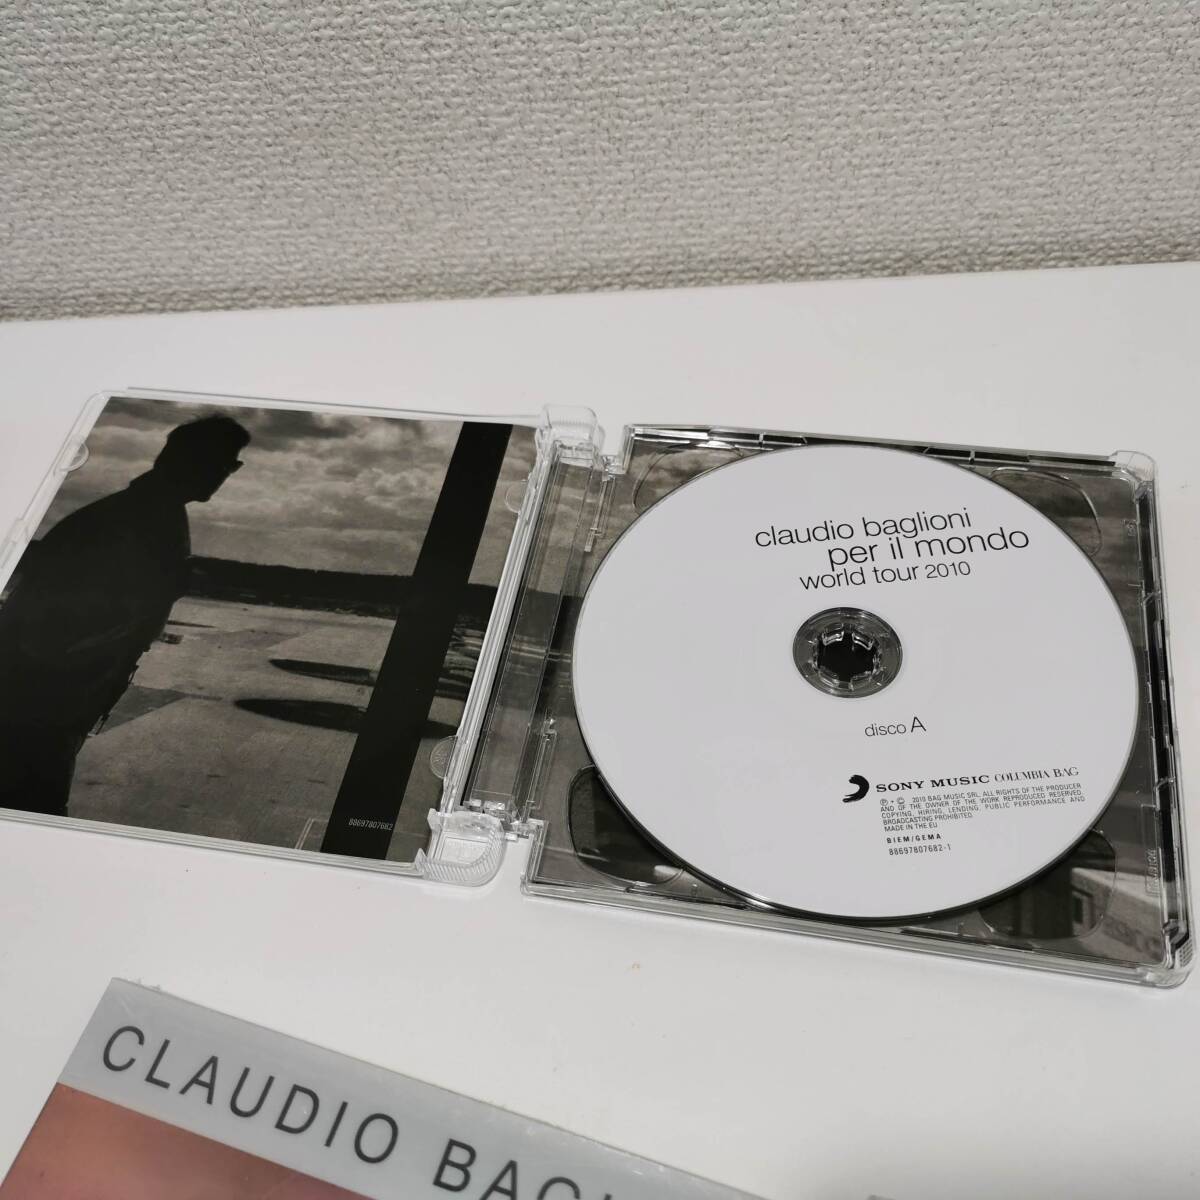 claudio baglioni
per il mondo
world tour 2010
disco A
SONY MUSIC COLUMBIA BAG
℗ + © 2010 BAG MUSIC SRL. ALL RIGHTS OF THE PRODUCER
AND OF THE OWNER OF THE WORK REPRODUCED RESERVED.
COPYING, HIRING, LENDING, PUBLIC PERFORMANCE AND
BROADCASTING PROHIBITED.
MADE IN THE EU
BIEM/GEMA
88697807682-1
88697807682
CLAUDIO BAGL